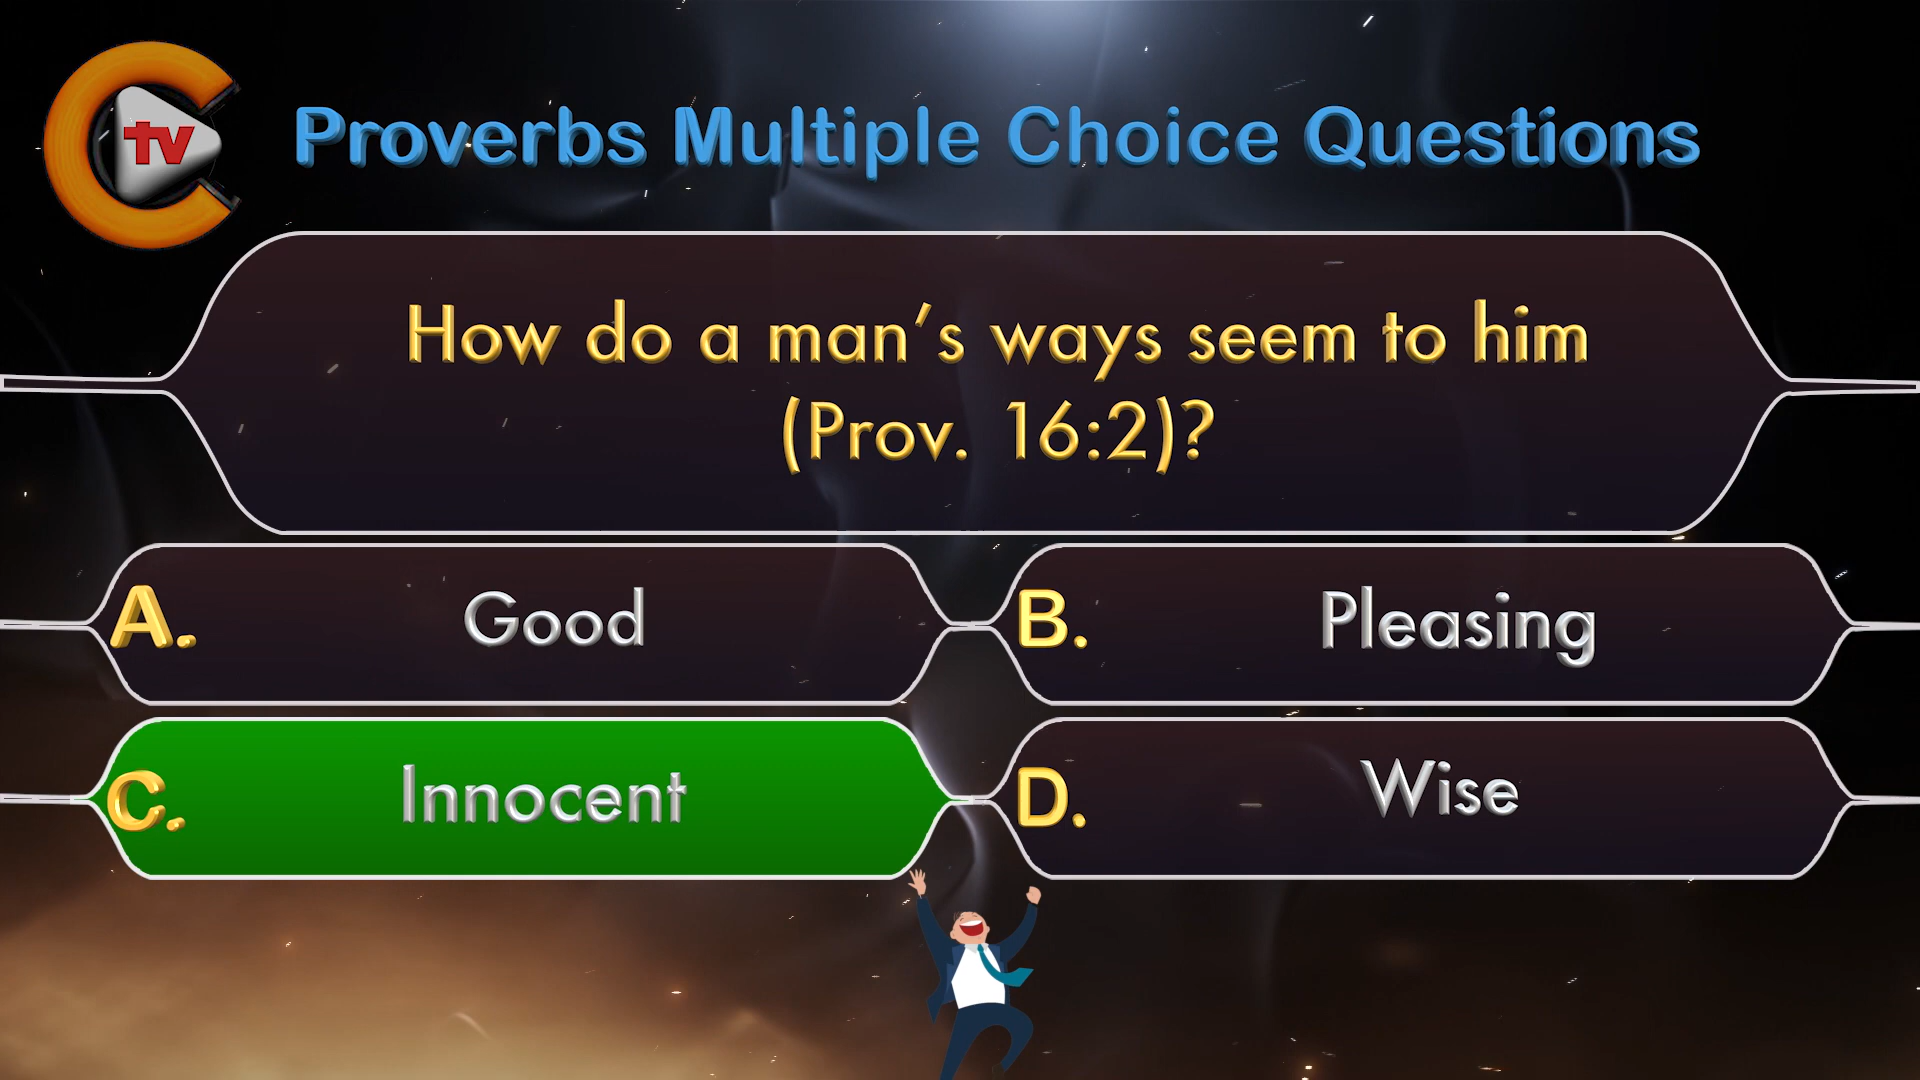 tv
Proverbs Multiple Choice Questions
How do a man’s ways seem to him
(Prov. 16:2)?
A. Good
B. Pleasing
C. Innocent
D. Wise